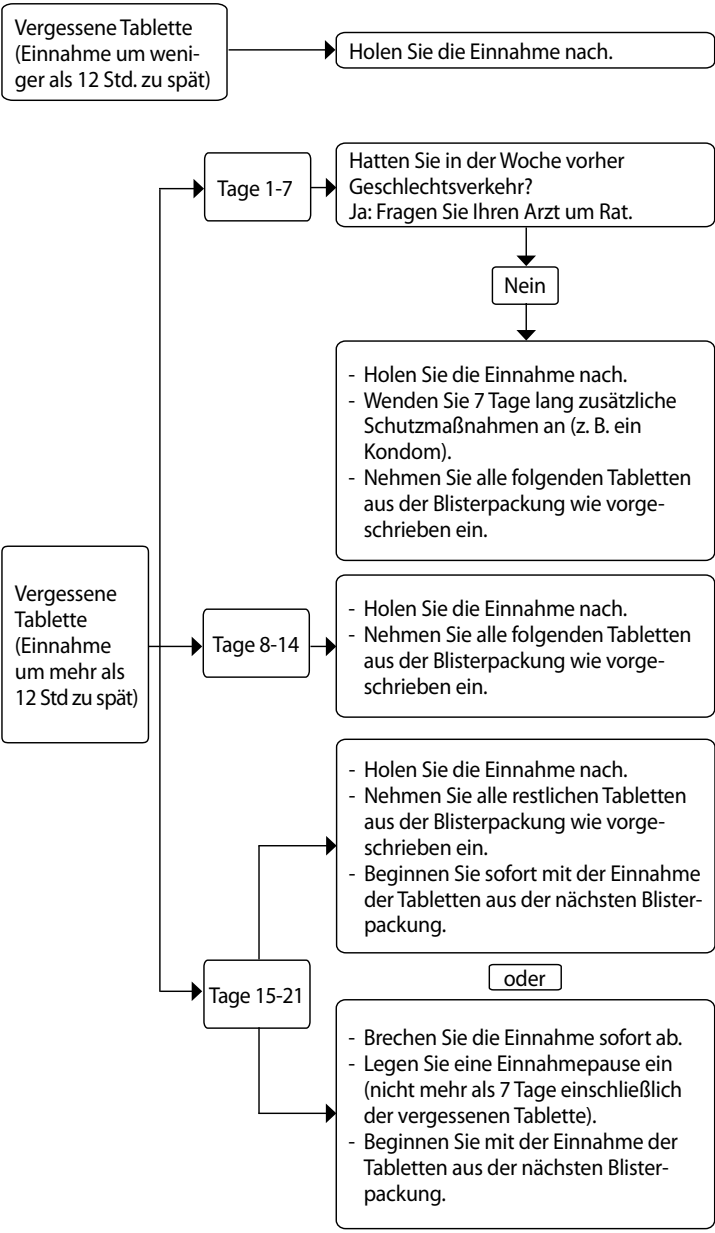 Vergessene Tablette
(Einnahme um weni-
ger als 12 Std. zu spät)
Holen Sie die Einnahme nach.
Tage 1-7
Hatten Sie in der Woche vorher
Geschlechtsverkehr?
Ja: Fragen Sie Ihren Arzt um Rat.
Nein
- Holen Sie die Einnahme nach.
- Wenden Sie 7 Tage lang zusätzliche
Schutzmaßnahmen an (z. B. ein
Kondom).
- Nehmen Sie alle folgenden Tabletten
aus der Blisterpackung wie vorge-
schrieben ein.
Vergessene
Tablette
(Einnahme
um mehr als
12 Std zu spät)
Tage 8-14
- Holen Sie die Einnahme nach.
- Nehmen Sie alle folgenden Tabletten
aus der Blisterpackung wie vorge-
schrieben ein.
Tage 15-21
- Holen Sie die Einnahme nach.
- Nehmen Sie alle restlichen Tabletten
aus der Blisterpackung wie vorge-
schrieben ein.
- Beginnen Sie sofort mit der Einnahme
der Tabletten aus der nächsten Blister-
packung.
oder
- Brechen Sie die Einnahme sofort ab.
- Legen Sie eine Einnahmepause ein
(nicht mehr als 7 Tage einschließlich
der vergessenen Tablette).
- Beginnen Sie mit der Einnahme der
Tabletten aus der nächsten Blister-
packung.